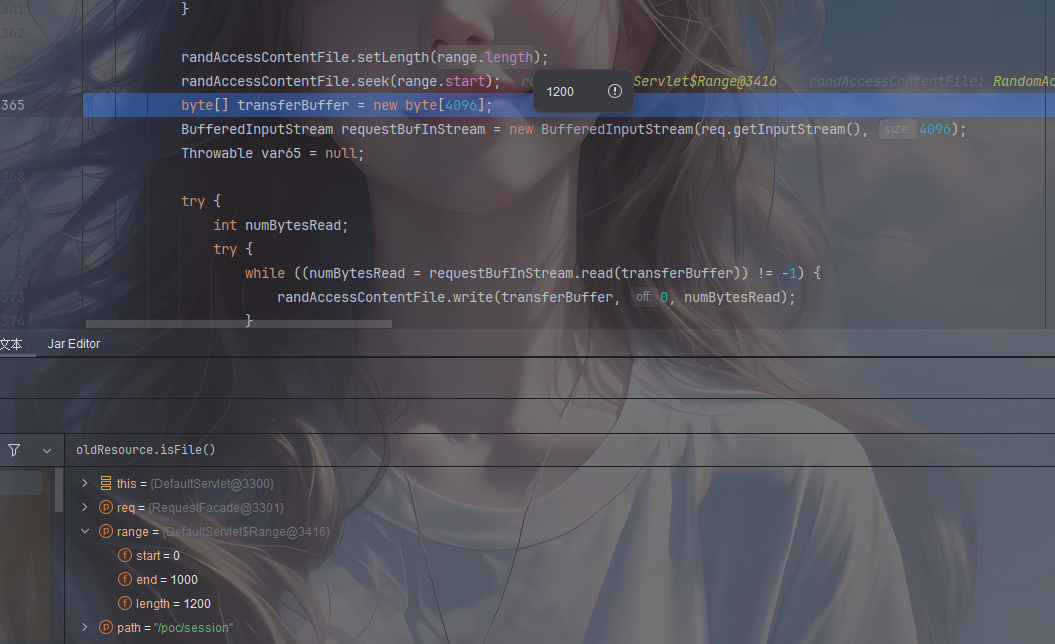 361 }
362
363 randAccessContentFile.setLength(range.length);
randAccessContentFile.seek(range.start); Servlet$Range@3416 randAccessContentFile: RandomAc
1200
365 byte[] transferBuffer = new byte[4096];
BufferedInputStream requestBufInStream = new BufferedInputStream(req.getInputStream(), size: 4096);
Throwable var65 = null;
368
try {
int numBytesRead;
try {
while ((numBytesRead = requestBufInStream.read(transferBuffer)) != -1) {
373 randAccessContentFile.write(transferBuffer, off: 0, numBytesRead);
374 }
文本 Jar Editor
oldResource.isFile()
this = {DefaultServlet@3300}
req = {RequestFacade@3301}
range = {DefaultServlet$Range@3416}
start = 0
end = 1000
length = 1200
path = "/poc/session"